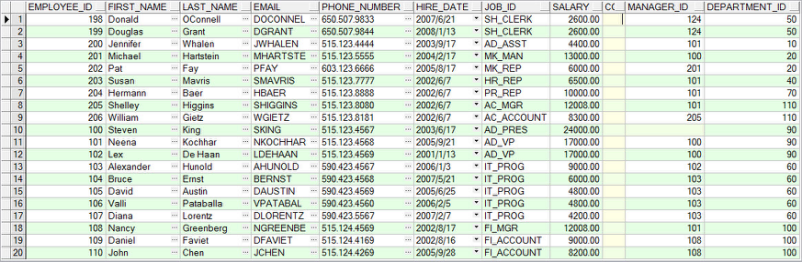 EMPLOYEE_ID FIRST_NAME LAST_NAME EMAIL PHONE_NUMBER HIRE_DATE JOB_ID SALARY CO MANAGER_ID DEPARTMENT_ID
1 198 Donald OConnell DOCONNEL 650.507.9833 2007/6/21 SH_CLERK 2600.00 124 50
2 199 Douglas Grant DGRANT 650.507.9844 2008/1/13 SH_CLERK 2600.00 124 50
3 200 Jennifer Whalen JWHALEN 515.123.4444 2003/9/17 AD_ASST 4400.00 101 10
4 201 Michael Hartstein MHARTSTE 515.123.5555 2004/2/17 MK_MAN 13000.00 100 20
5 202 Pat Fay PFAY 603.123.6666 2005/8/17 MK_REP 6000.00 201 20
6 203 Susan Mavris SMAVRIS 515.123.7777 2002/6/7 HR_REP 6500.00 101 40
7 204 Hermann Baer HBAER 515.123.8888 2002/6/7 PR_REP 10000.00 101 70
8 205 Shelley Higgins SHIGGINS 515.123.8080 2002/6/7 AC_MGR 12008.00 101 110
9 206 William Gietz WGIETZ 515.123.8181 2002/6/7 AC_ACCOUNT 8300.00 205 110
10 100 Steven King SKING 515.123.4567 2003/6/17 AD_PRES 24000.00 90
11 101 Neena Kochhar NKOCHHAR 515.123.4568 2005/9/21 AD_VP 17000.00 100 90
12 102 Lex De Haan LDEHAAN 515.123.4569 2001/1/13 AD_VP 17000.00 100 90
13 103 Alexander Hunold AHUNOLD 590.423.4567 2006/1/3 IT_PROG 9000.00 102 60
14 104 Bruce Ernst BERNST 590.423.4568 2007/5/21 IT_PROG 6000.00 103 60
15 105 David Austin DAUSTIN 590.423.4569 2005/6/25 IT_PROG 4800.00 103 60
16 106 Valli Pataballa VPATABAL 590.423.4560 2006/2/5 IT_PROG 4800.00 103 60
17 107 Diana Lorentz DLORENTZ 590.423.5567 2007/2/7 IT_PROG 4200.00 103 60
18 108 Nancy Greenberg NGREENBE 515.124.4569 2002/8/17 FI_MGR 12008.00 101 100
19 109 Daniel Faviet DFAVIET 515.124.4169 2002/8/16 FI_ACCOUNT 9000.00 108 100
20 110 John Chen JCHEN 515.124.4269 2005/9/28 FI_ACCOUNT 8200.00 108 100